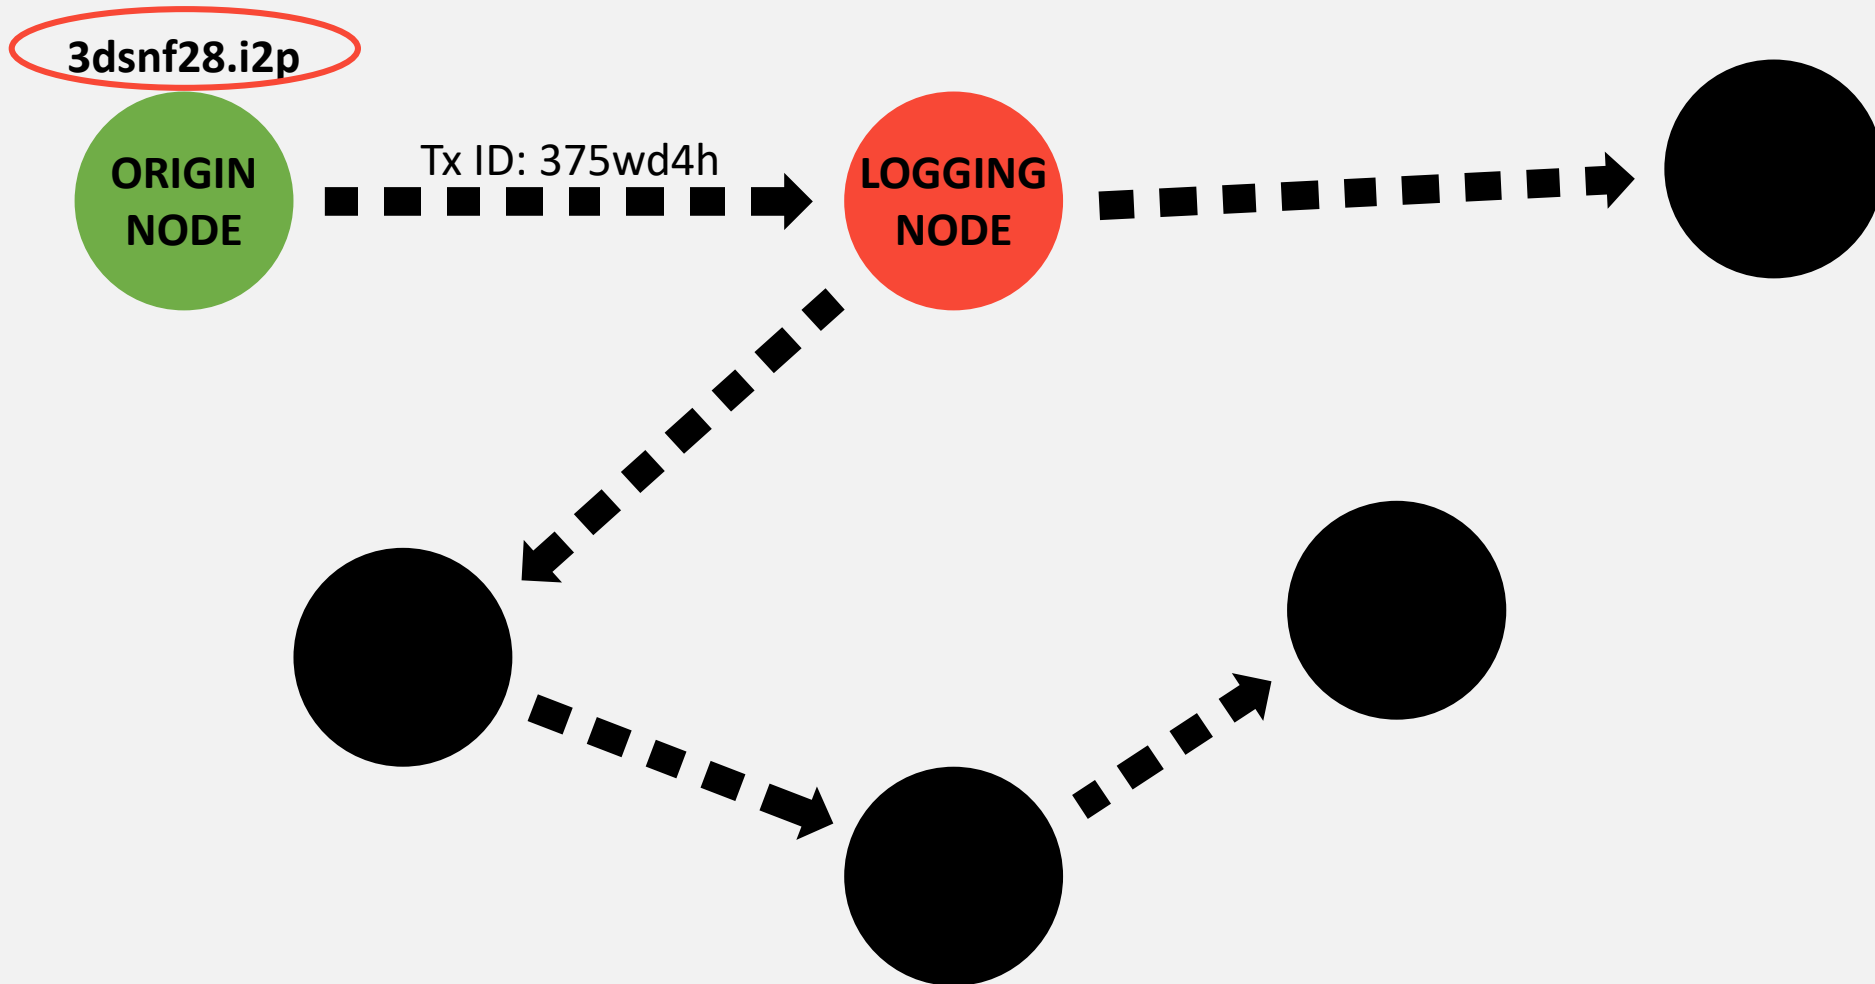 3dsnf28.i2p
ORIGIN
NODE
Tx ID: 375wd4h
LOGGING
NODE